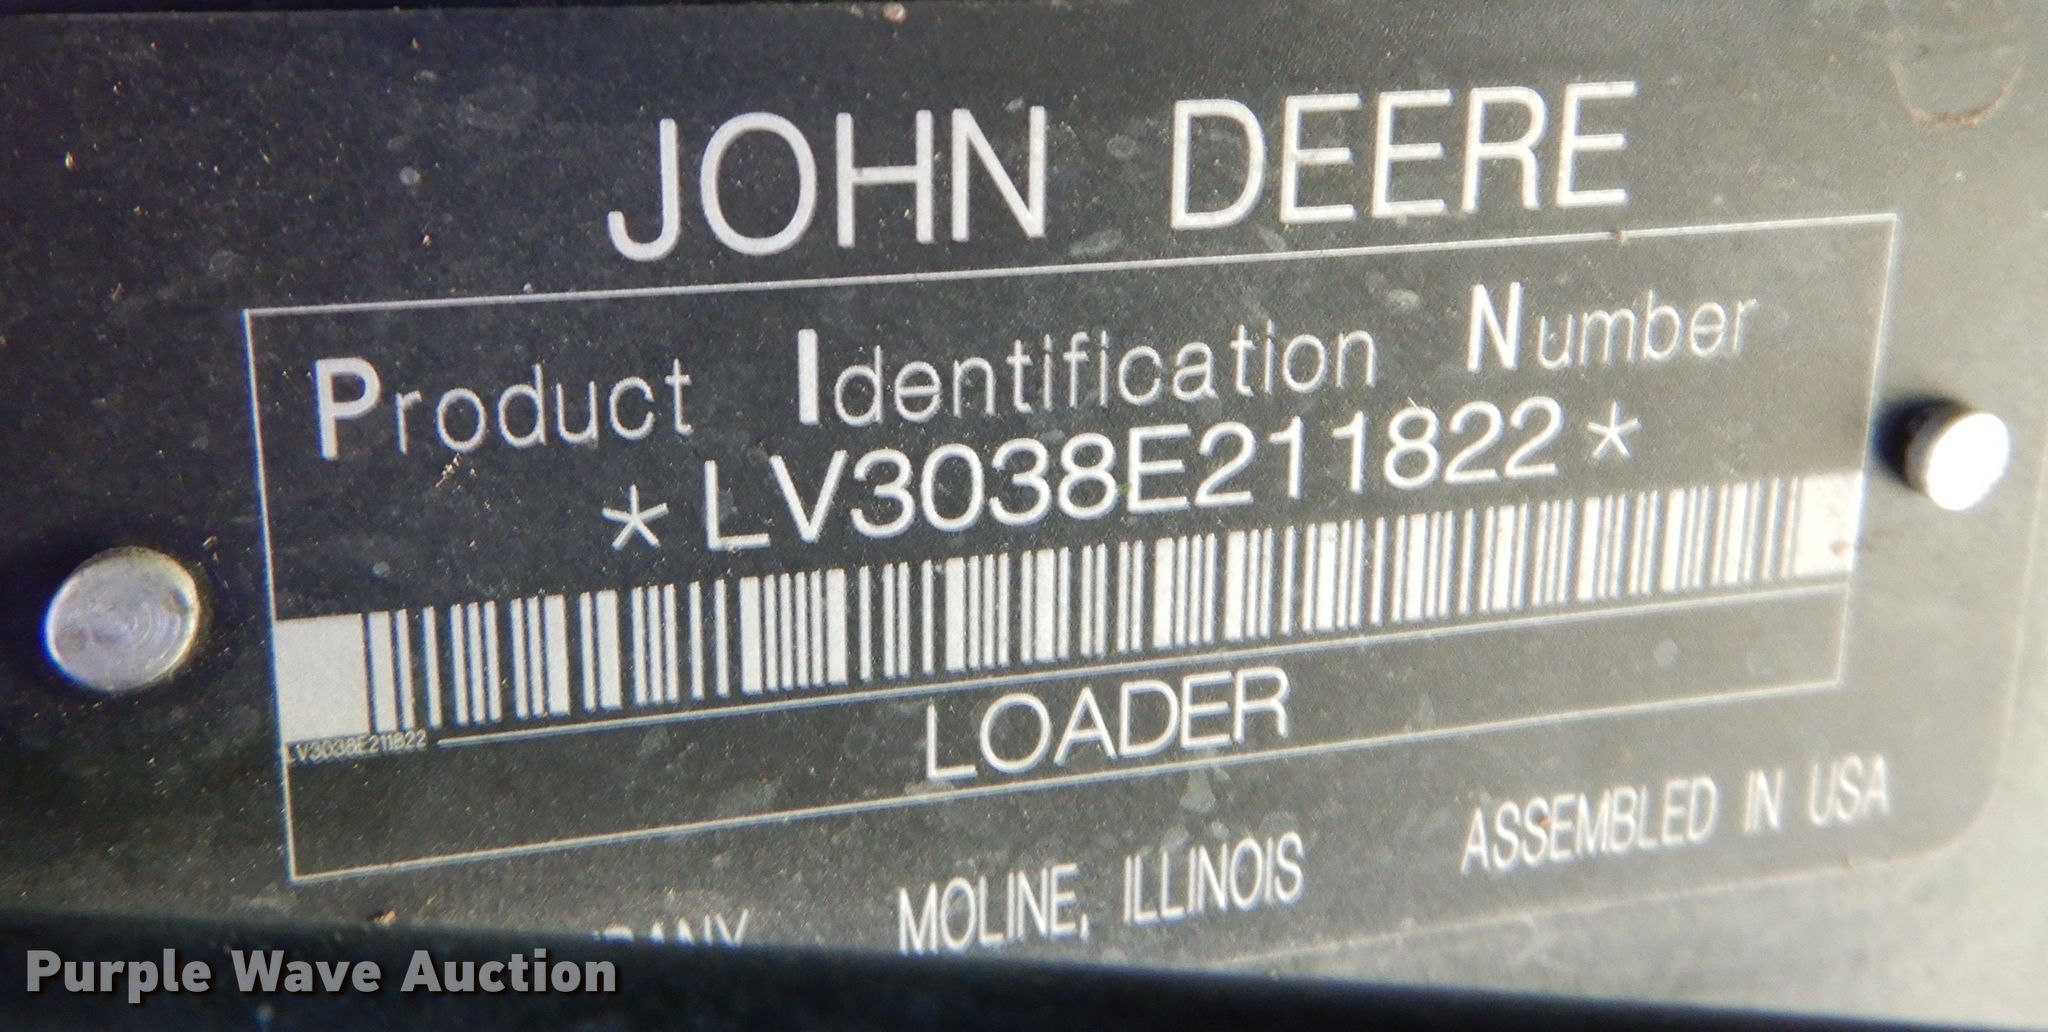 JOHN DEERE
Product Identification Number
*LV3038E211822*
LV3038E211822
LOADER
MOLINE, ILLINOIS ASSEMBLED IN USA
Purple Wave Auction